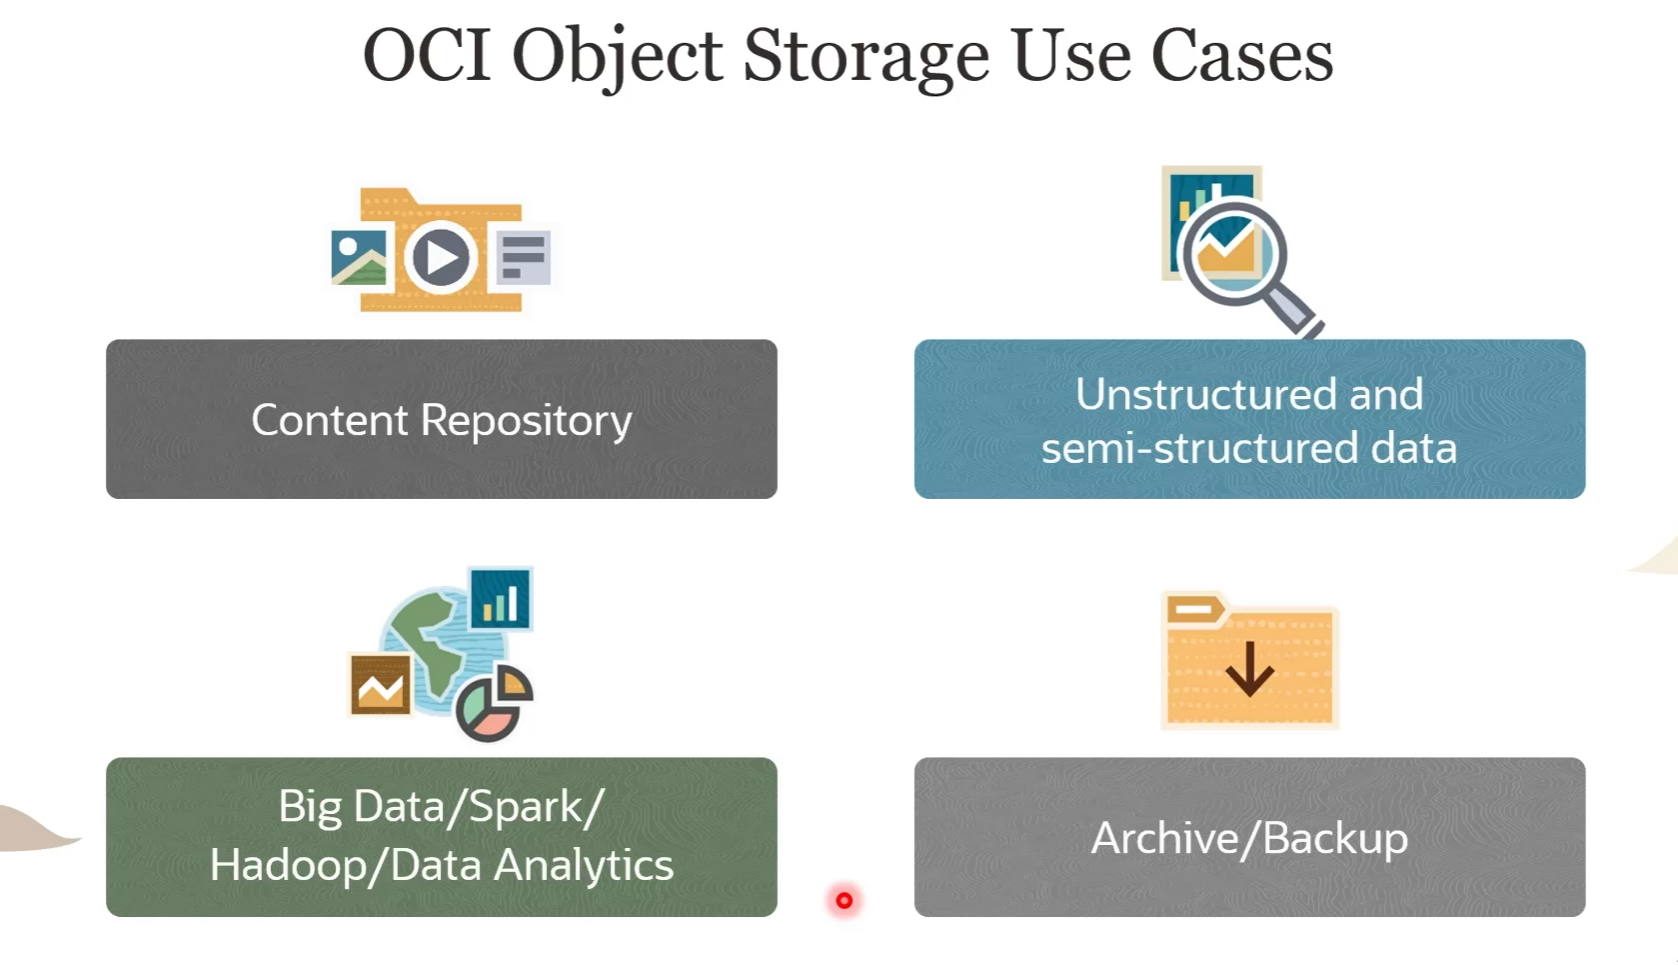 OCI Object Storage Use Cases
Content Repository
Unstructured and
semi-structured data
Big Data/Spark/
Hadoop/Data Analytics
Archive/Backup